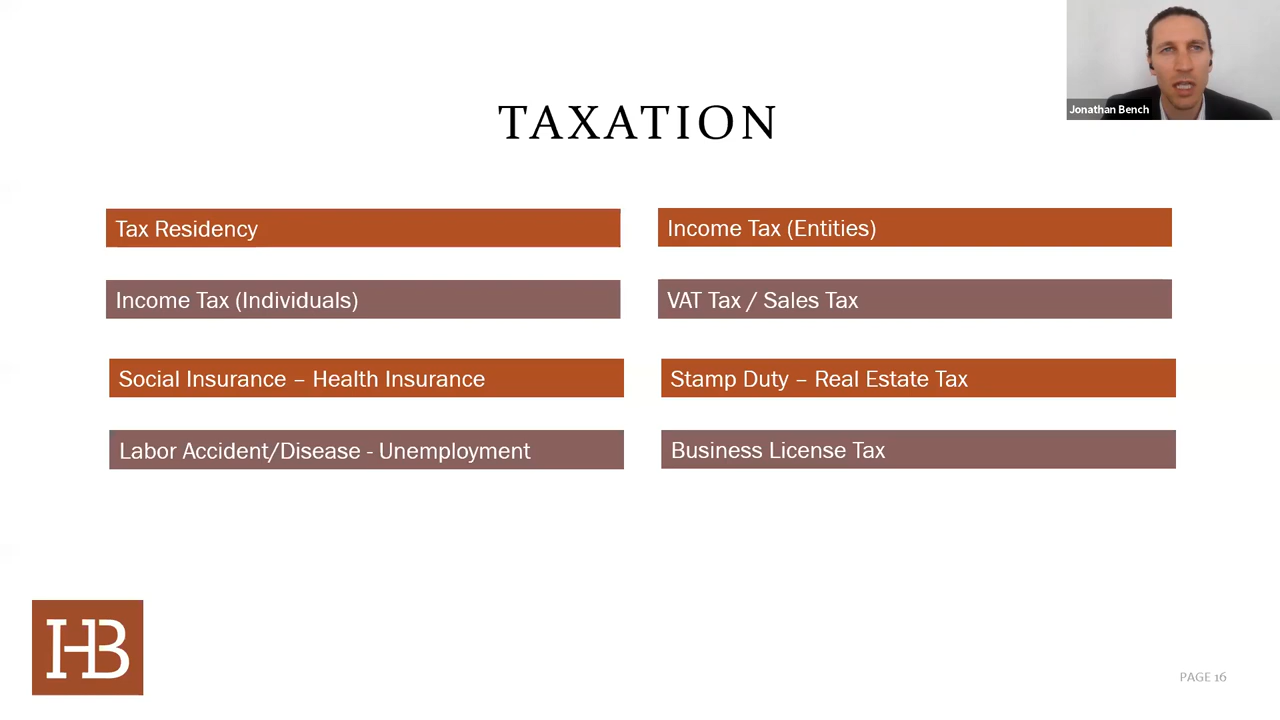 Jonathan Bench
TAXATION
Tax Residency
Income Tax (Individuals)
Social Insurance – Health Insurance
Labor Accident/Disease - Unemployment
Income Tax (Entities)
VAT Tax / Sales Tax
Stamp Duty – Real Estate Tax
Business License Tax
HB
PAGE 16